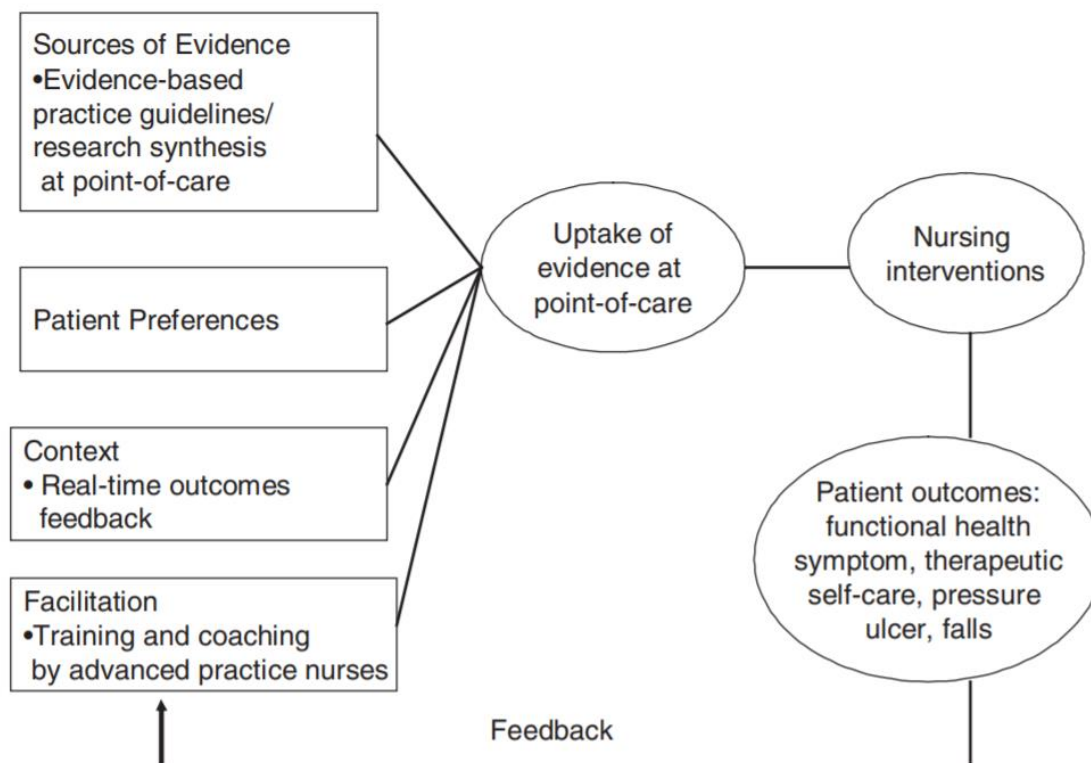 Sources of Evidence
•Evidence-based
practice guidelines/
research synthesis
at point-of-care
Patient Preferences
Context
• Real-time outcomes
feedback
Facilitation
•Training and coaching
by advanced practice nurses
Uptake of
evidence at
point-of-care
Nursing
interventions
Patient outcomes:
functional health
symptom, therapeutic
self-care, pressure
ulcer, falls
Feedback